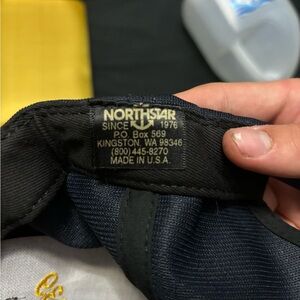 NORTHSTAR
SINCE 1976
P.O. Box 569
KINGSTON, WA 98346
(800) 445-8270
MADE IN U.S.A.